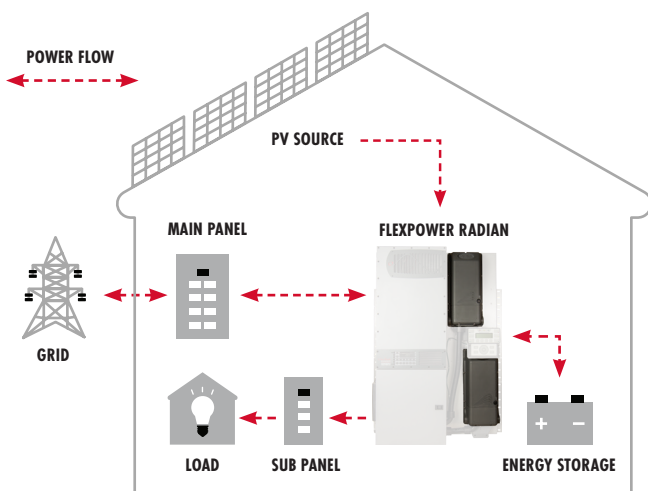 POWER FLOW
PV SOURCE
MAIN PANEL
FLEXPOWER RADIAN
GRID
LOAD
SUB PANEL
ENERGY STORAGE
+ −